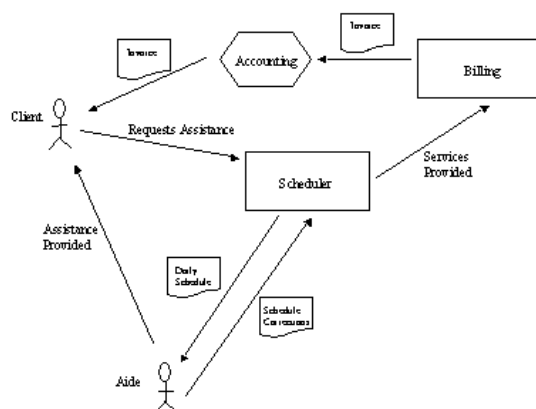 Invoice
Invoice
Accounting
Billing
Client
Requests Assistance
Services
Provided
Scheduler
Assistance
Provided
Daily
Schedule
Schedule
Corrections
Aide